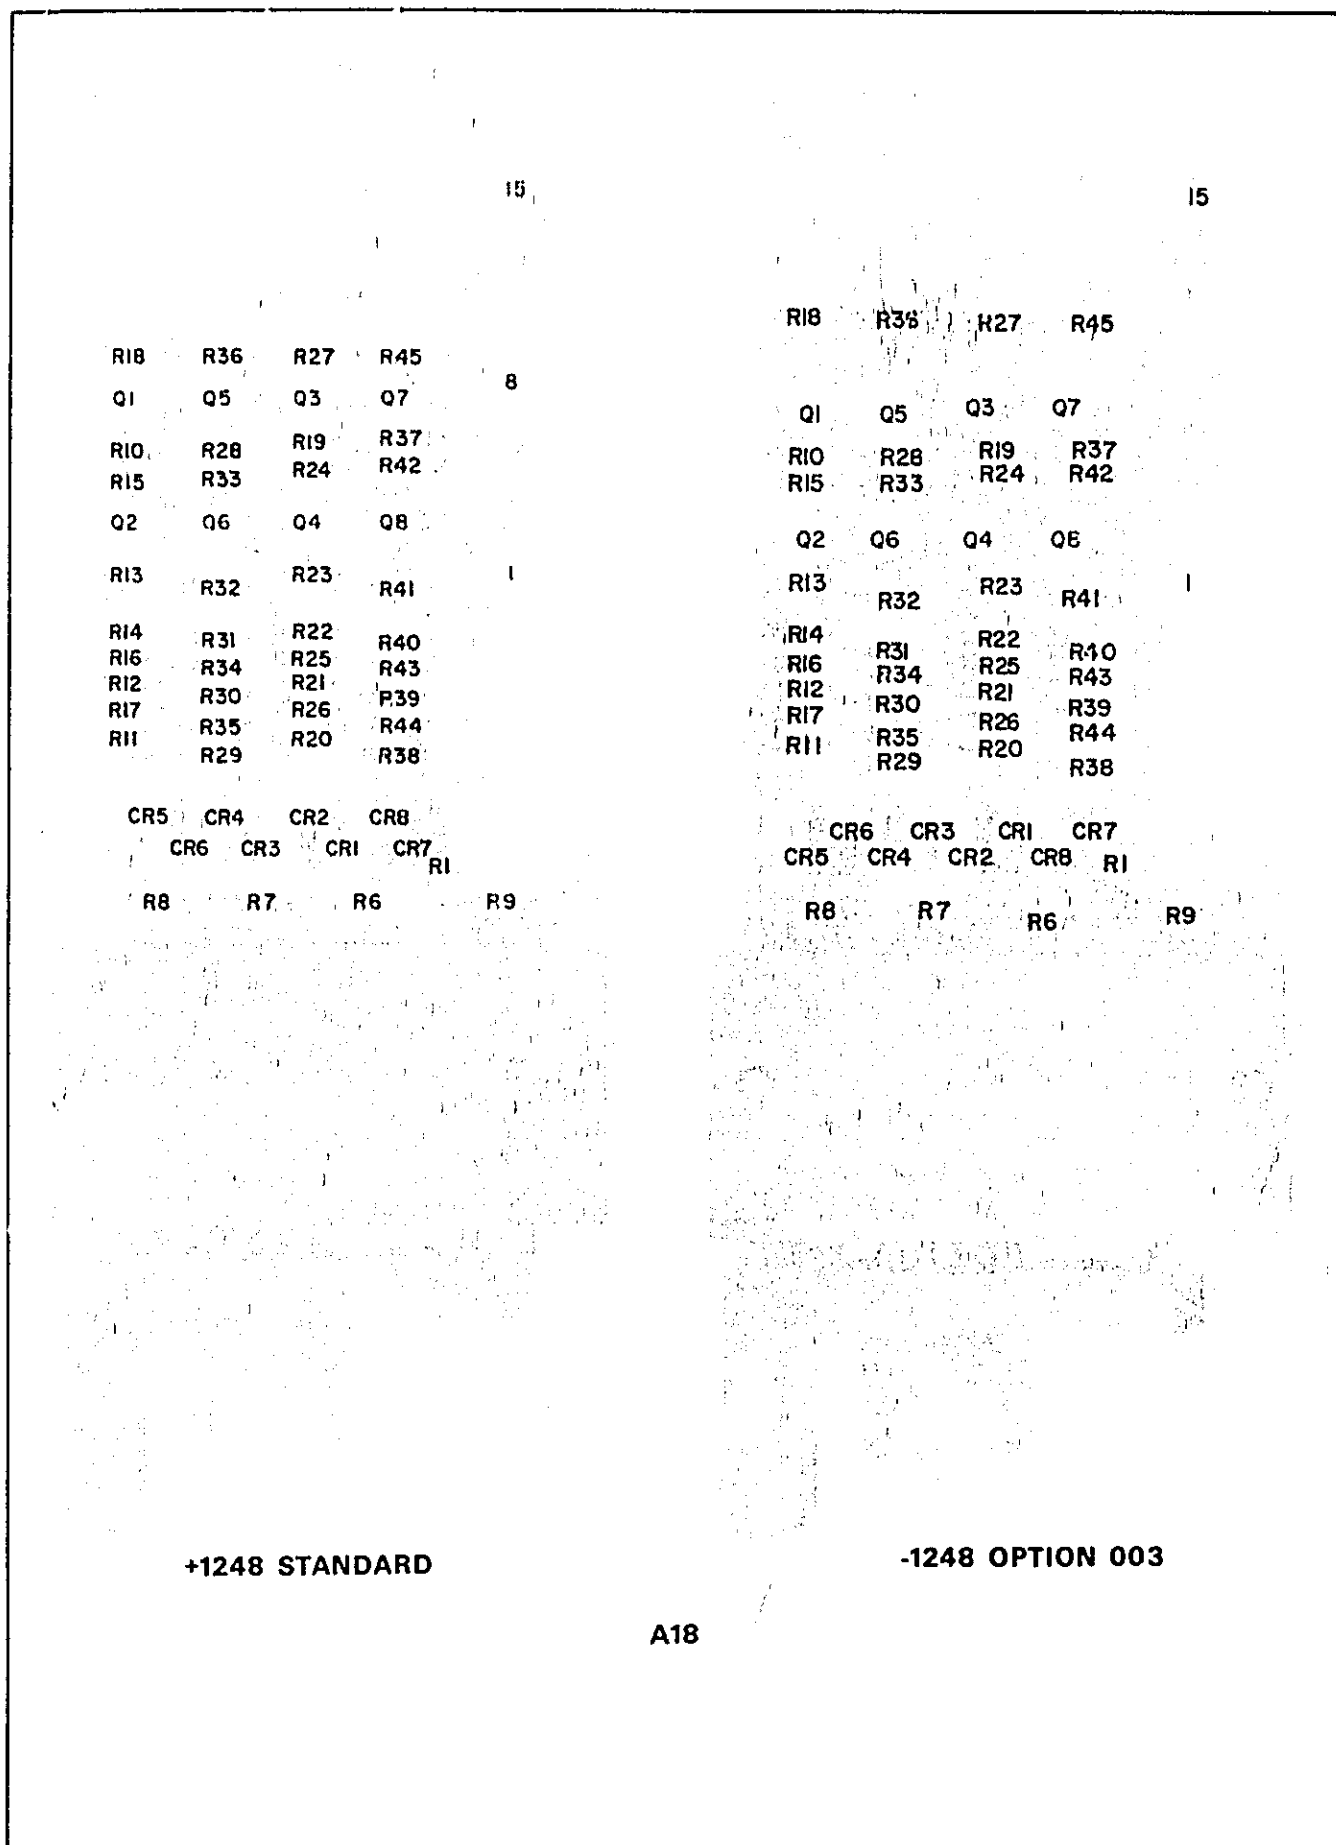 15
R18 R36 R27 R45
8
Q1 Q5 Q3 Q7
R10 R28 R19 R37
R15 R33 R24 R42
Q2 Q6 Q4 Q8
R13 R32 R23 R41
1
R14 R31 R22 R40
R16 R34 R25 R43
R12 R30 R21 R39
R17 R35 R26 R44
R11 R29 R20 R38
CR5 CR4 CR2 CR8
CR6 CR3 CR1 CR7
R1
R8 R7 R6 R9
+1248 STANDARD
15
R18 R36 R27 R45
Q1 Q5 Q3 Q7
R10 R28 R19 R37
R15 R33 R24 R42
Q2 Q6 Q4 Q8
R13 R32 R23 R41
1
R14 R31 R22 R40
R16 R34 R25 R43
R12 R30 R21 R39
R17 R35 R26 R44
R11 R29 R20 R38
CR6 CR3 CR1 CR7
CR5 CR4 CR2 CR8 R1
R8 R7 R6 R9
-1248 OPTION 003
A18